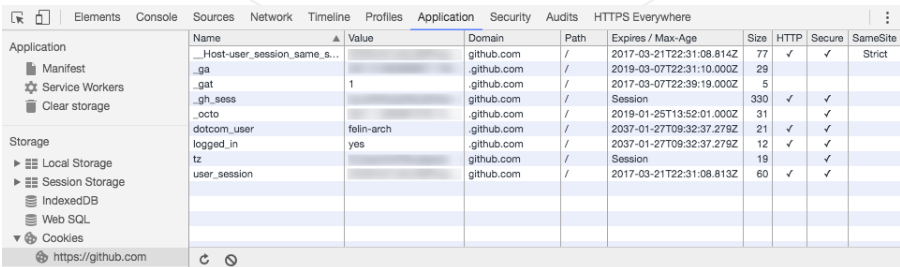 Elements Console Sources Network Timeline Profiles Application Security Audits HTTPS Everywhere
Application
Manifest
Service Workers
Clear storage
Storage
Local Storage
Session Storage
IndexedDB
Web SQL
Cookies
https://github.com
Name Value Domain Path Expires / Max-Age Size HTTP Secure SameSite
__Host-user_session_same_s... github.com / 2017-03-21T22:31:08.814Z 77 ✓ ✓ Strict
_ga .github.com / 2019-03-07T22:31:10.000Z 29
_gat 1 .github.com / 2017-03-07T22:39:19.000Z 5
_gh_sess github.com / Session 330 ✓ ✓
_octo .github.com / 2019-01-25T13:52:01.000Z 31 ✓
dotcom_user felin-arch .github.com / 2037-01-27T09:32:37.279Z 21 ✓ ✓
logged_in yes .github.com / 2037-01-27T09:32:37.279Z 12 ✓ ✓
tz github.com / Session 19 ✓
user_session github.com / 2017-03-21T22:31:08.813Z 60 ✓ ✓